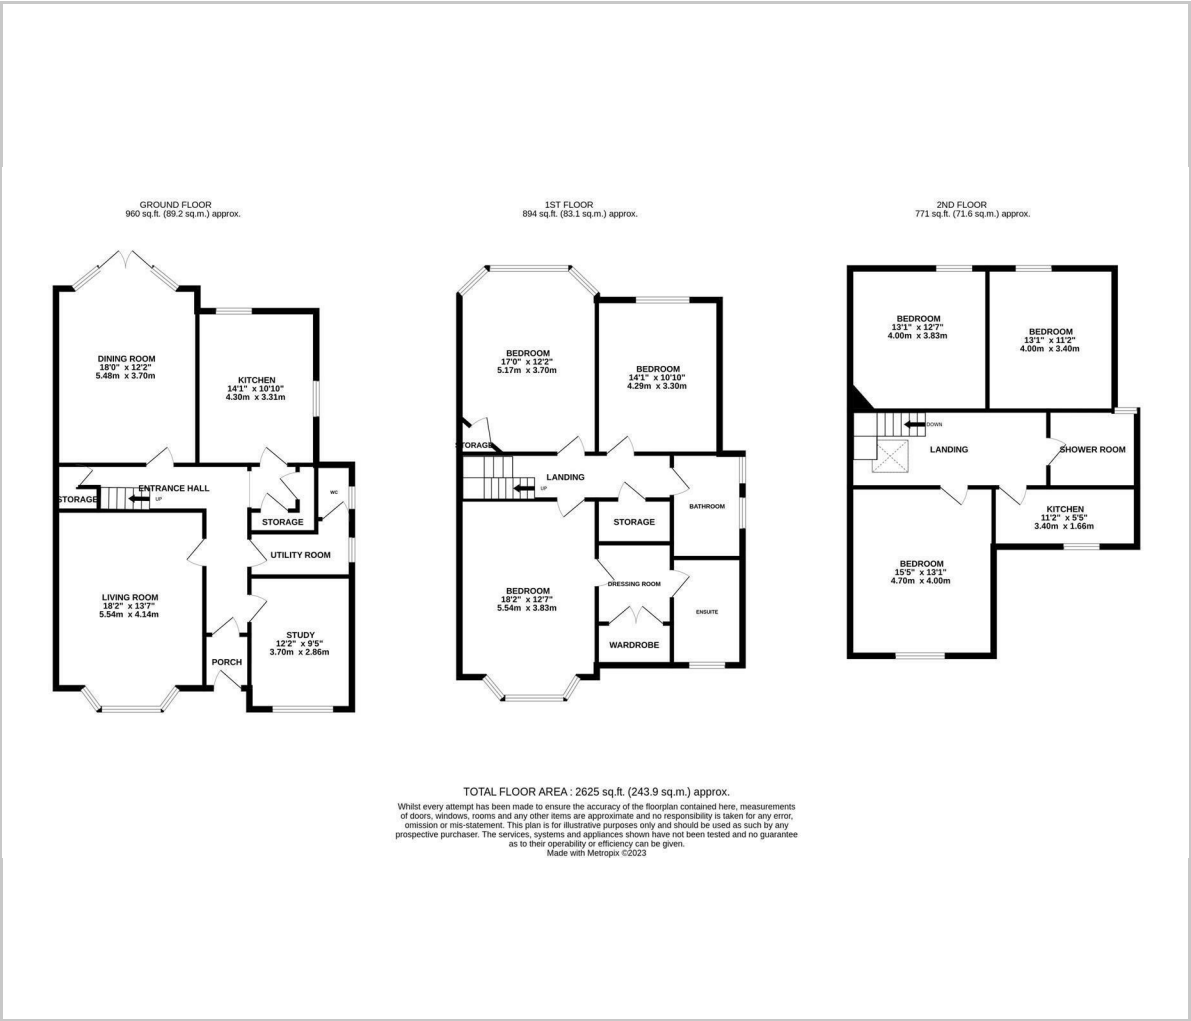 GROUND FLOOR
960 sq.ft. (89.2 sq.m.) approx.
DINING ROOM
18'0" x 12'2"
5.48m x 3.70m
KITCHEN
14'1" x 10'10"
4.30m x 3.31m
ENTRANCE HALL
STORAGE
UP
WC
STORAGE
UTILITY ROOM
LIVING ROOM
18'2" x 13'7"
5.54m x 4.14m
STUDY
12'2" x 9'5"
3.70m x 2.86m
PORCH
1ST FLOOR
894 sq.ft. (83.1 sq.m.) approx.
BEDROOM
17'0" x 12'2"
5.17m x 3.70m
BEDROOM
14'1" x 10'10"
4.29m x 3.30m
STORAGE
LANDING
UP
BATHROOM
STORAGE
BEDROOM
18'2" x 12'7"
5.54m x 3.83m
DRESSING ROOM
ENSUITE
WARDROBE
2ND FLOOR
771 sq.ft. (71.6 sq.m.) approx.
BEDROOM
13'1" x 12'7"
4.00m x 3.83m
BEDROOM
13'1" x 11'2"
4.00m x 3.40m
DOWN
LANDING
SHOWER ROOM
KITCHEN
11'2" x 5'5"
3.40m x 1.66m
BEDROOM
15'5" x 13'1"
4.70m x 4.00m
TOTAL FLOOR AREA : 2625 sq.ft. (243.9 sq.m.) approx.
Whilst every attempt has been made to ensure the accuracy of the floorplan contained here, measurements
of doors, windows, rooms and any other items are approximate and no responsibility is taken for any error,
omission or mis-statement. This plan is for illustrative purposes only and should be used as such by any
prospective purchaser. The services, systems and appliances shown have not been tested and no guarantee
as to their operability or efficiency can be given.
Made with Metropix ©2023